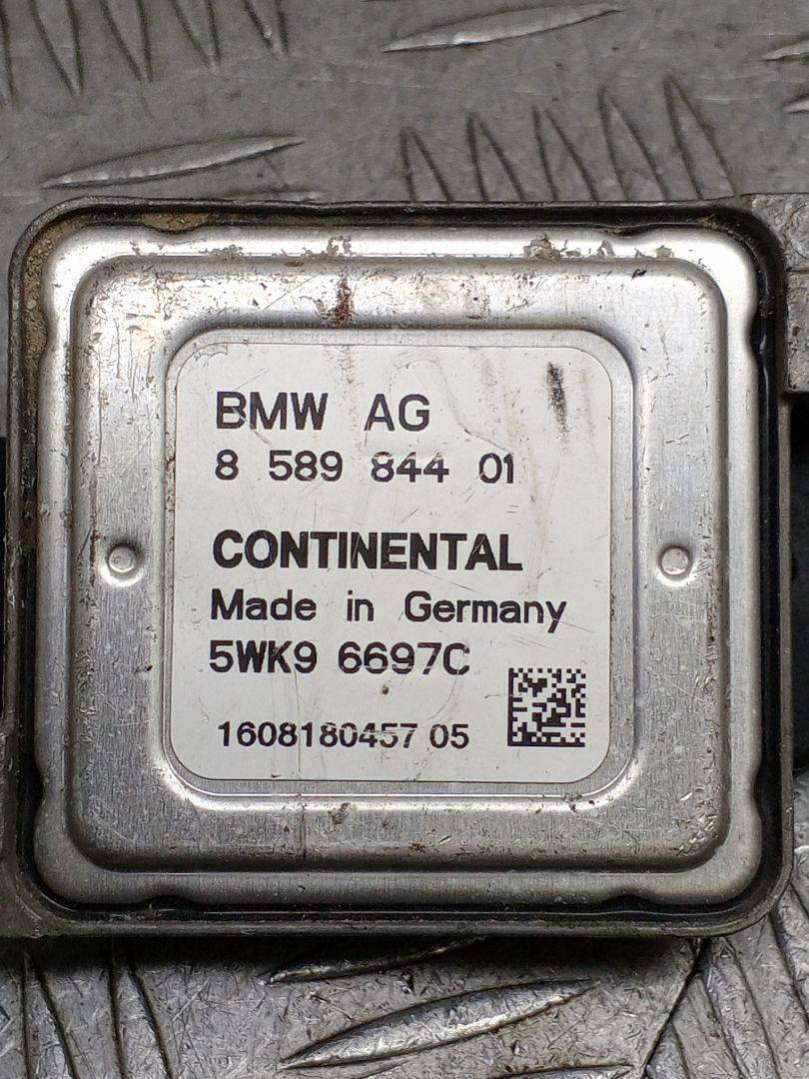 BMW AG
8 589 844 01
CONTINENTAL
Made in Germany
5WK9 6697C
1608180457 05